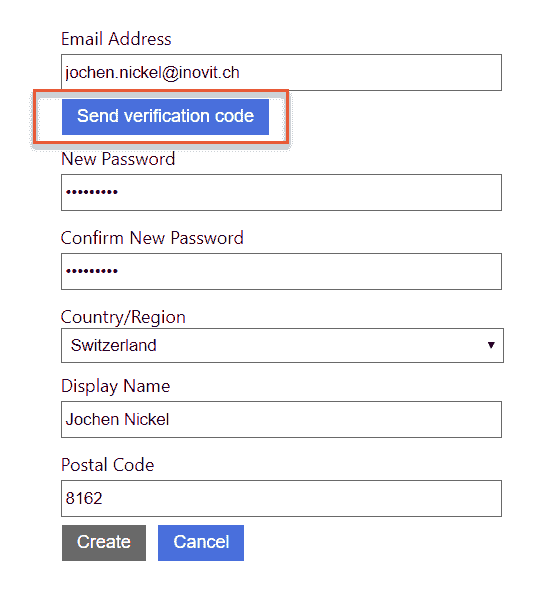 Email Address
jochen.nickel@inovit.ch
Send verification code
New Password
•••••••••
Confirm New Password
•••••••••
Country/Region
Switzerland
Display Name
Jochen Nickel
Postal Code
8162
Create Cancel